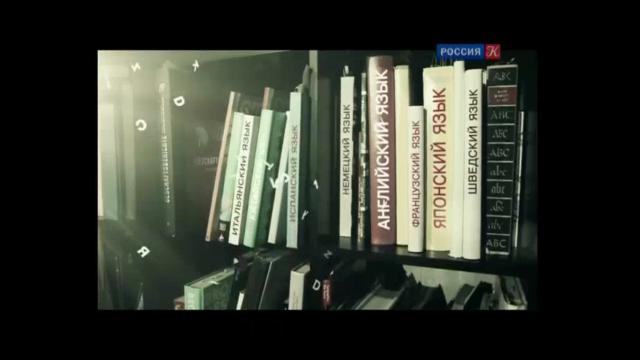 РОССИЯ К
ИТАЛЬЯНСКИЙ ЯЗЫК
ИСПАНСКИЙ ЯЗЫК
НЕМЕЦКИЙ ЯЗЫК
АНГЛИЙСКИЙ ЯЗЫК
ФРАНЦУЗСКИЙ ЯЗЫК
ЯПОНСКИЙ ЯЗЫК
ШВЕДСКИЙ ЯЗЫК
ABC
ABC
ABC
ABC
abc
abc
abc
ABC
ABC